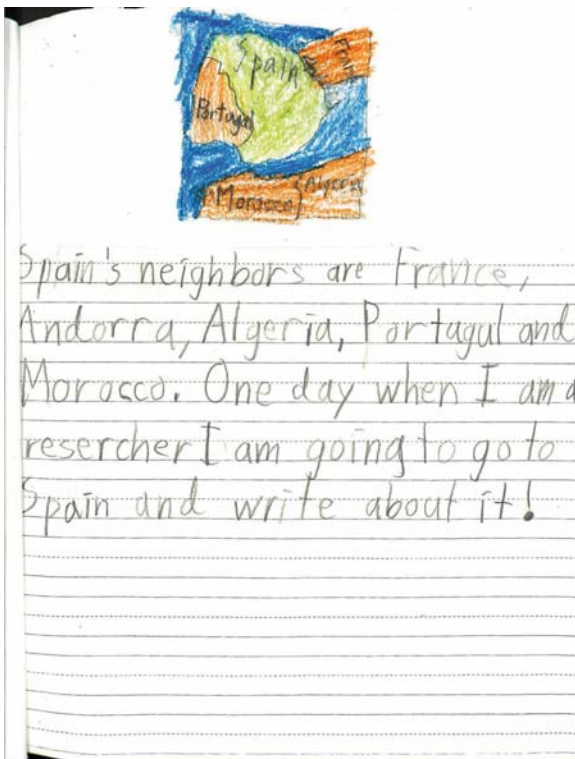 Spain
France
Portugal
Morocco
Algeria
Spain's neighbors are France,
Andorra, Algeria, Portagul and
Morocco. One day when I am a
resercher I am going to go to
Spain and write about it!